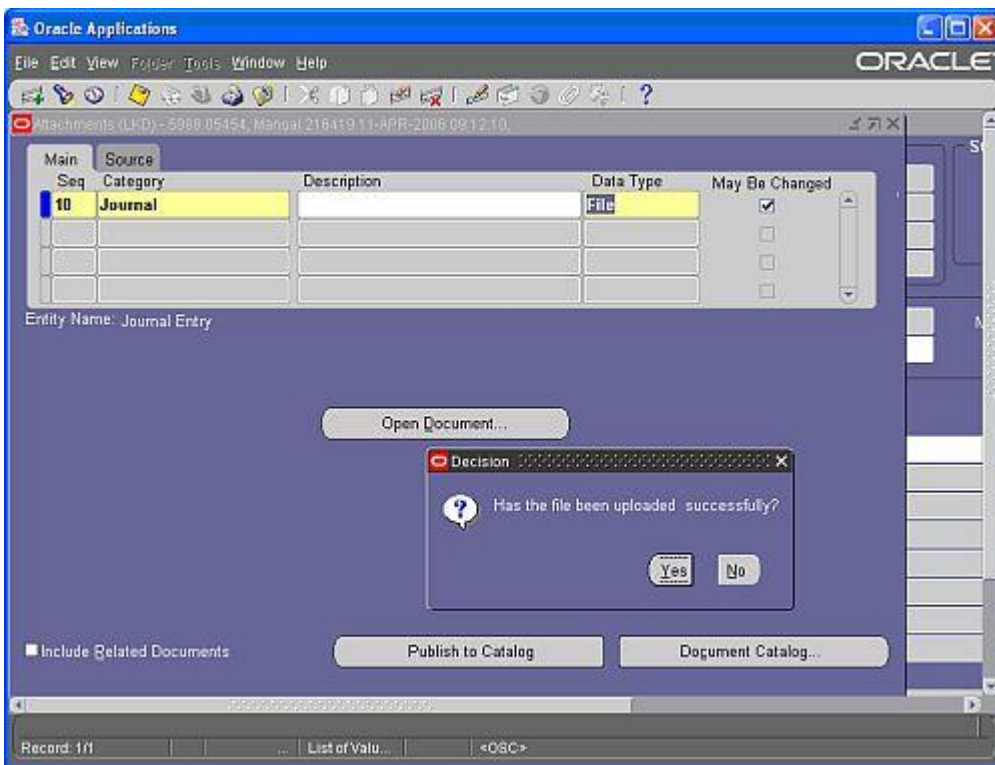 Oracle Applications
File Edit View Folder Tools Window Help
ORACLE
Attachments (LKD) - 5988 05454, Manual 216419 11-APR-2006 09:12:10,
Main Source
Seq Category Description Data Type May Be Changed
10 Journal File
Entity Name: Journal Entry
Open Document...
Decision
? Has the file been uploaded successfully?
Yes No
Include Related Documents Publish to Catalog Document Catalog...
Record: 1/1 ... List of Valu... <OSC>